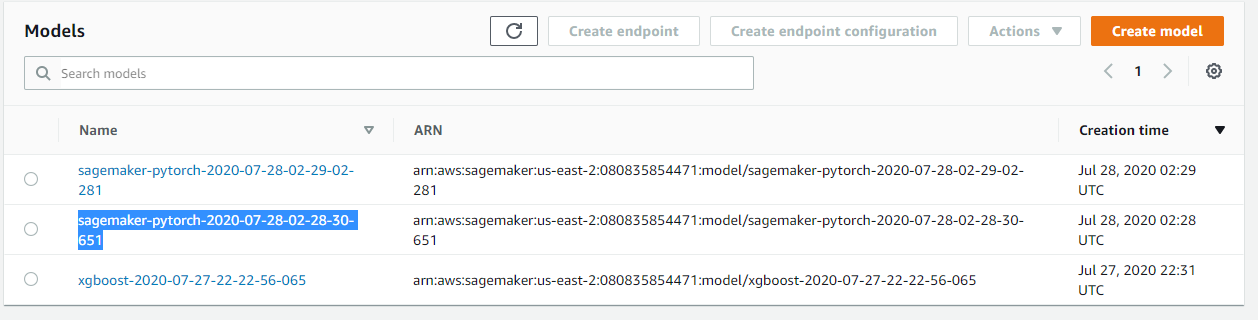 Models
Create endpoint
Create endpoint configuration
Actions
Create model
Search models
1
Name
ARN
Creation time
sagemaker-pytorch-2020-07-28-02-29-02-
281
arn:aws:sagemaker:us-east-2:080835854471:model/sagemaker-pytorch-2020-07-28-02-29-02-
281
Jul 28, 2020 02:29
UTC
sagemaker-pytorch-2020-07-28-02-28-30-
651
arn:aws:sagemaker:us-east-2:080835854471:model/sagemaker-pytorch-2020-07-28-02-28-30-
651
Jul 28, 2020 02:28
UTC
xgboost-2020-07-27-22-22-56-065
arn:aws:sagemaker:us-east-2:080835854471:model/xgboost-2020-07-27-22-22-56-065
Jul 27, 2020 22:31
UTC